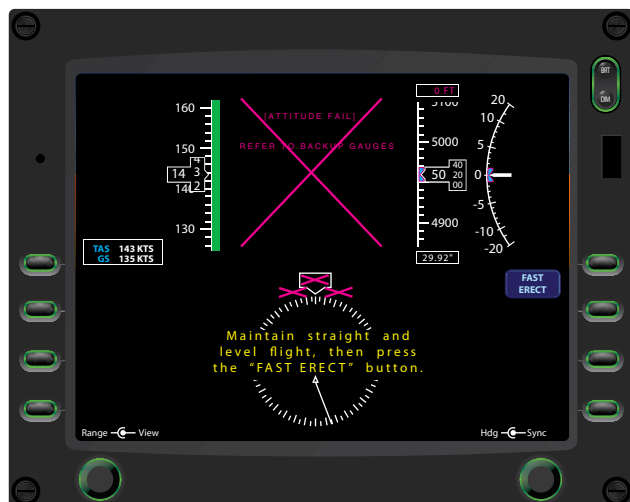 BRT
DIM
0 FT
[ATTITUDE FAIL]
REFER TO BACKUP GAUGES
160
150
140
130
14
4
3
2
5100
5000
4900
50
40
20
00
29.92"
20
10
5
0
-5
-10
-20
TAS 143 KTS
GS 135 KTS
FAST
ERECT
Maintain straight and
level flight, then press
the “FAST ERECT” button.
Range View
Hdg Sync